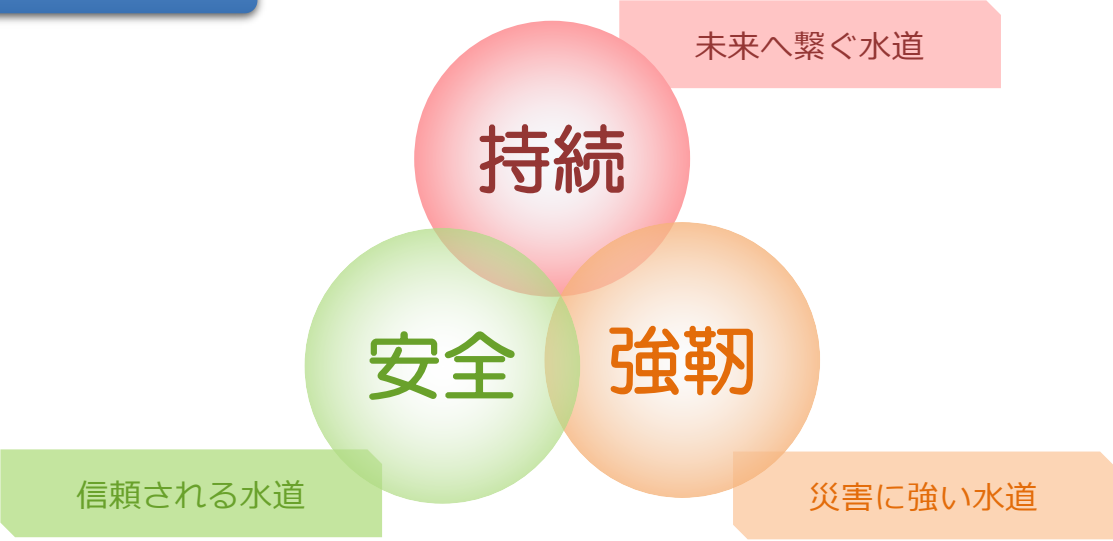 未来へ繋ぐ水道
持続
安全
強靭
信頼される水道
災害に強い水道